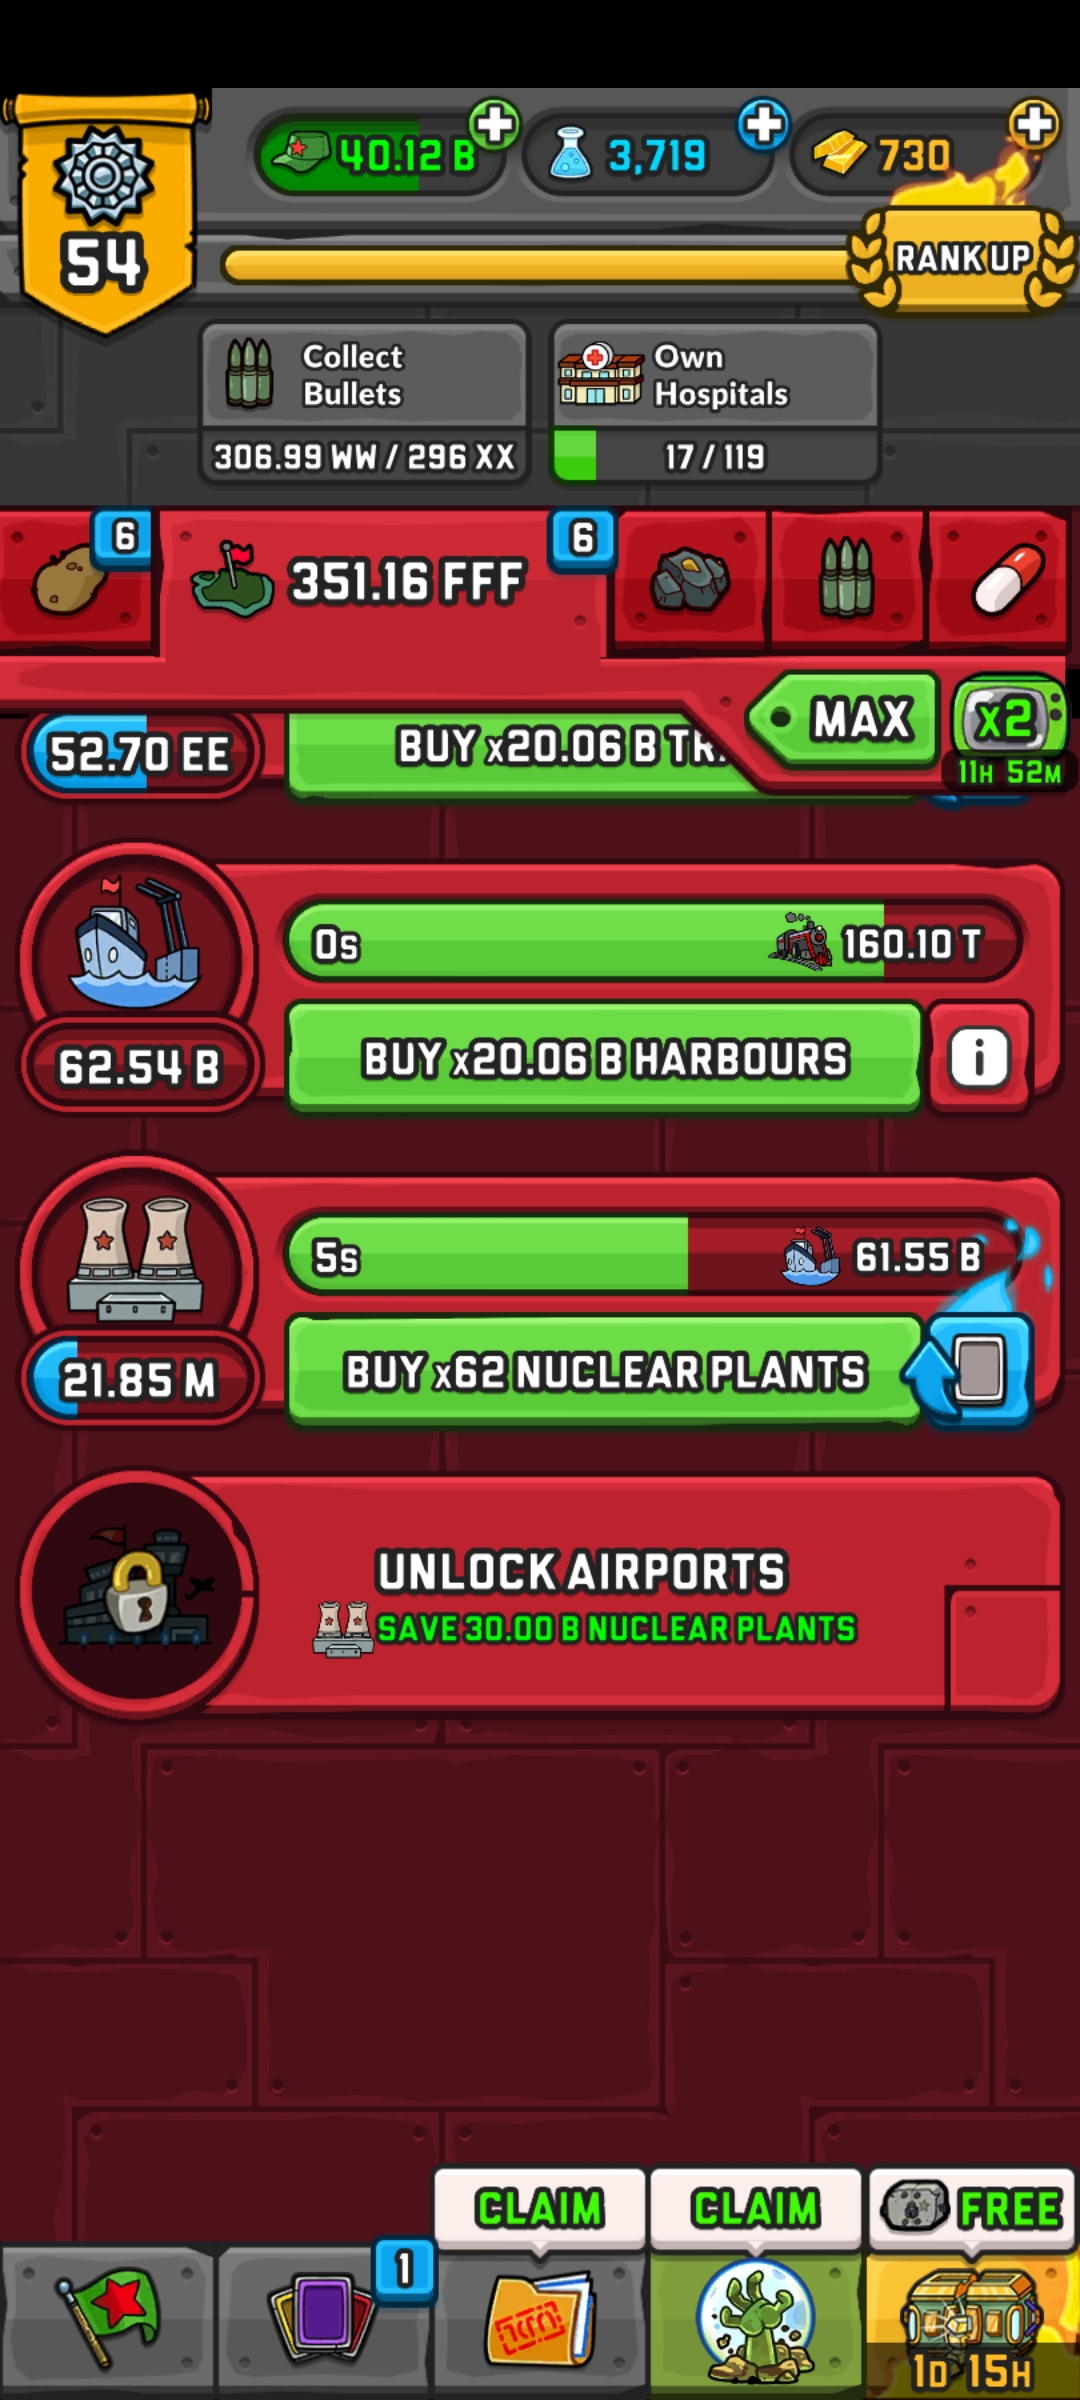 40.12 B
3,719
730
54
RANK UP
Collect
Bullets
306.99 WW / 296 XX
Own
Hospitals
17 / 119
6
351.16 FFF
6
MAX
x2
11H 52M
52.70 EE
BUY x20.06 B
0s
160.10 T
62.54 B
BUY x20.06 B HARBOURS
i
5s
61.55 B
21.85 M
BUY x62 NUCLEAR PLANTS
UNLOCK AIRPORTS
SAVE 30.00 B NUCLEAR PLANTS
CLAIM
CLAIM
FREE
1
1D 15H